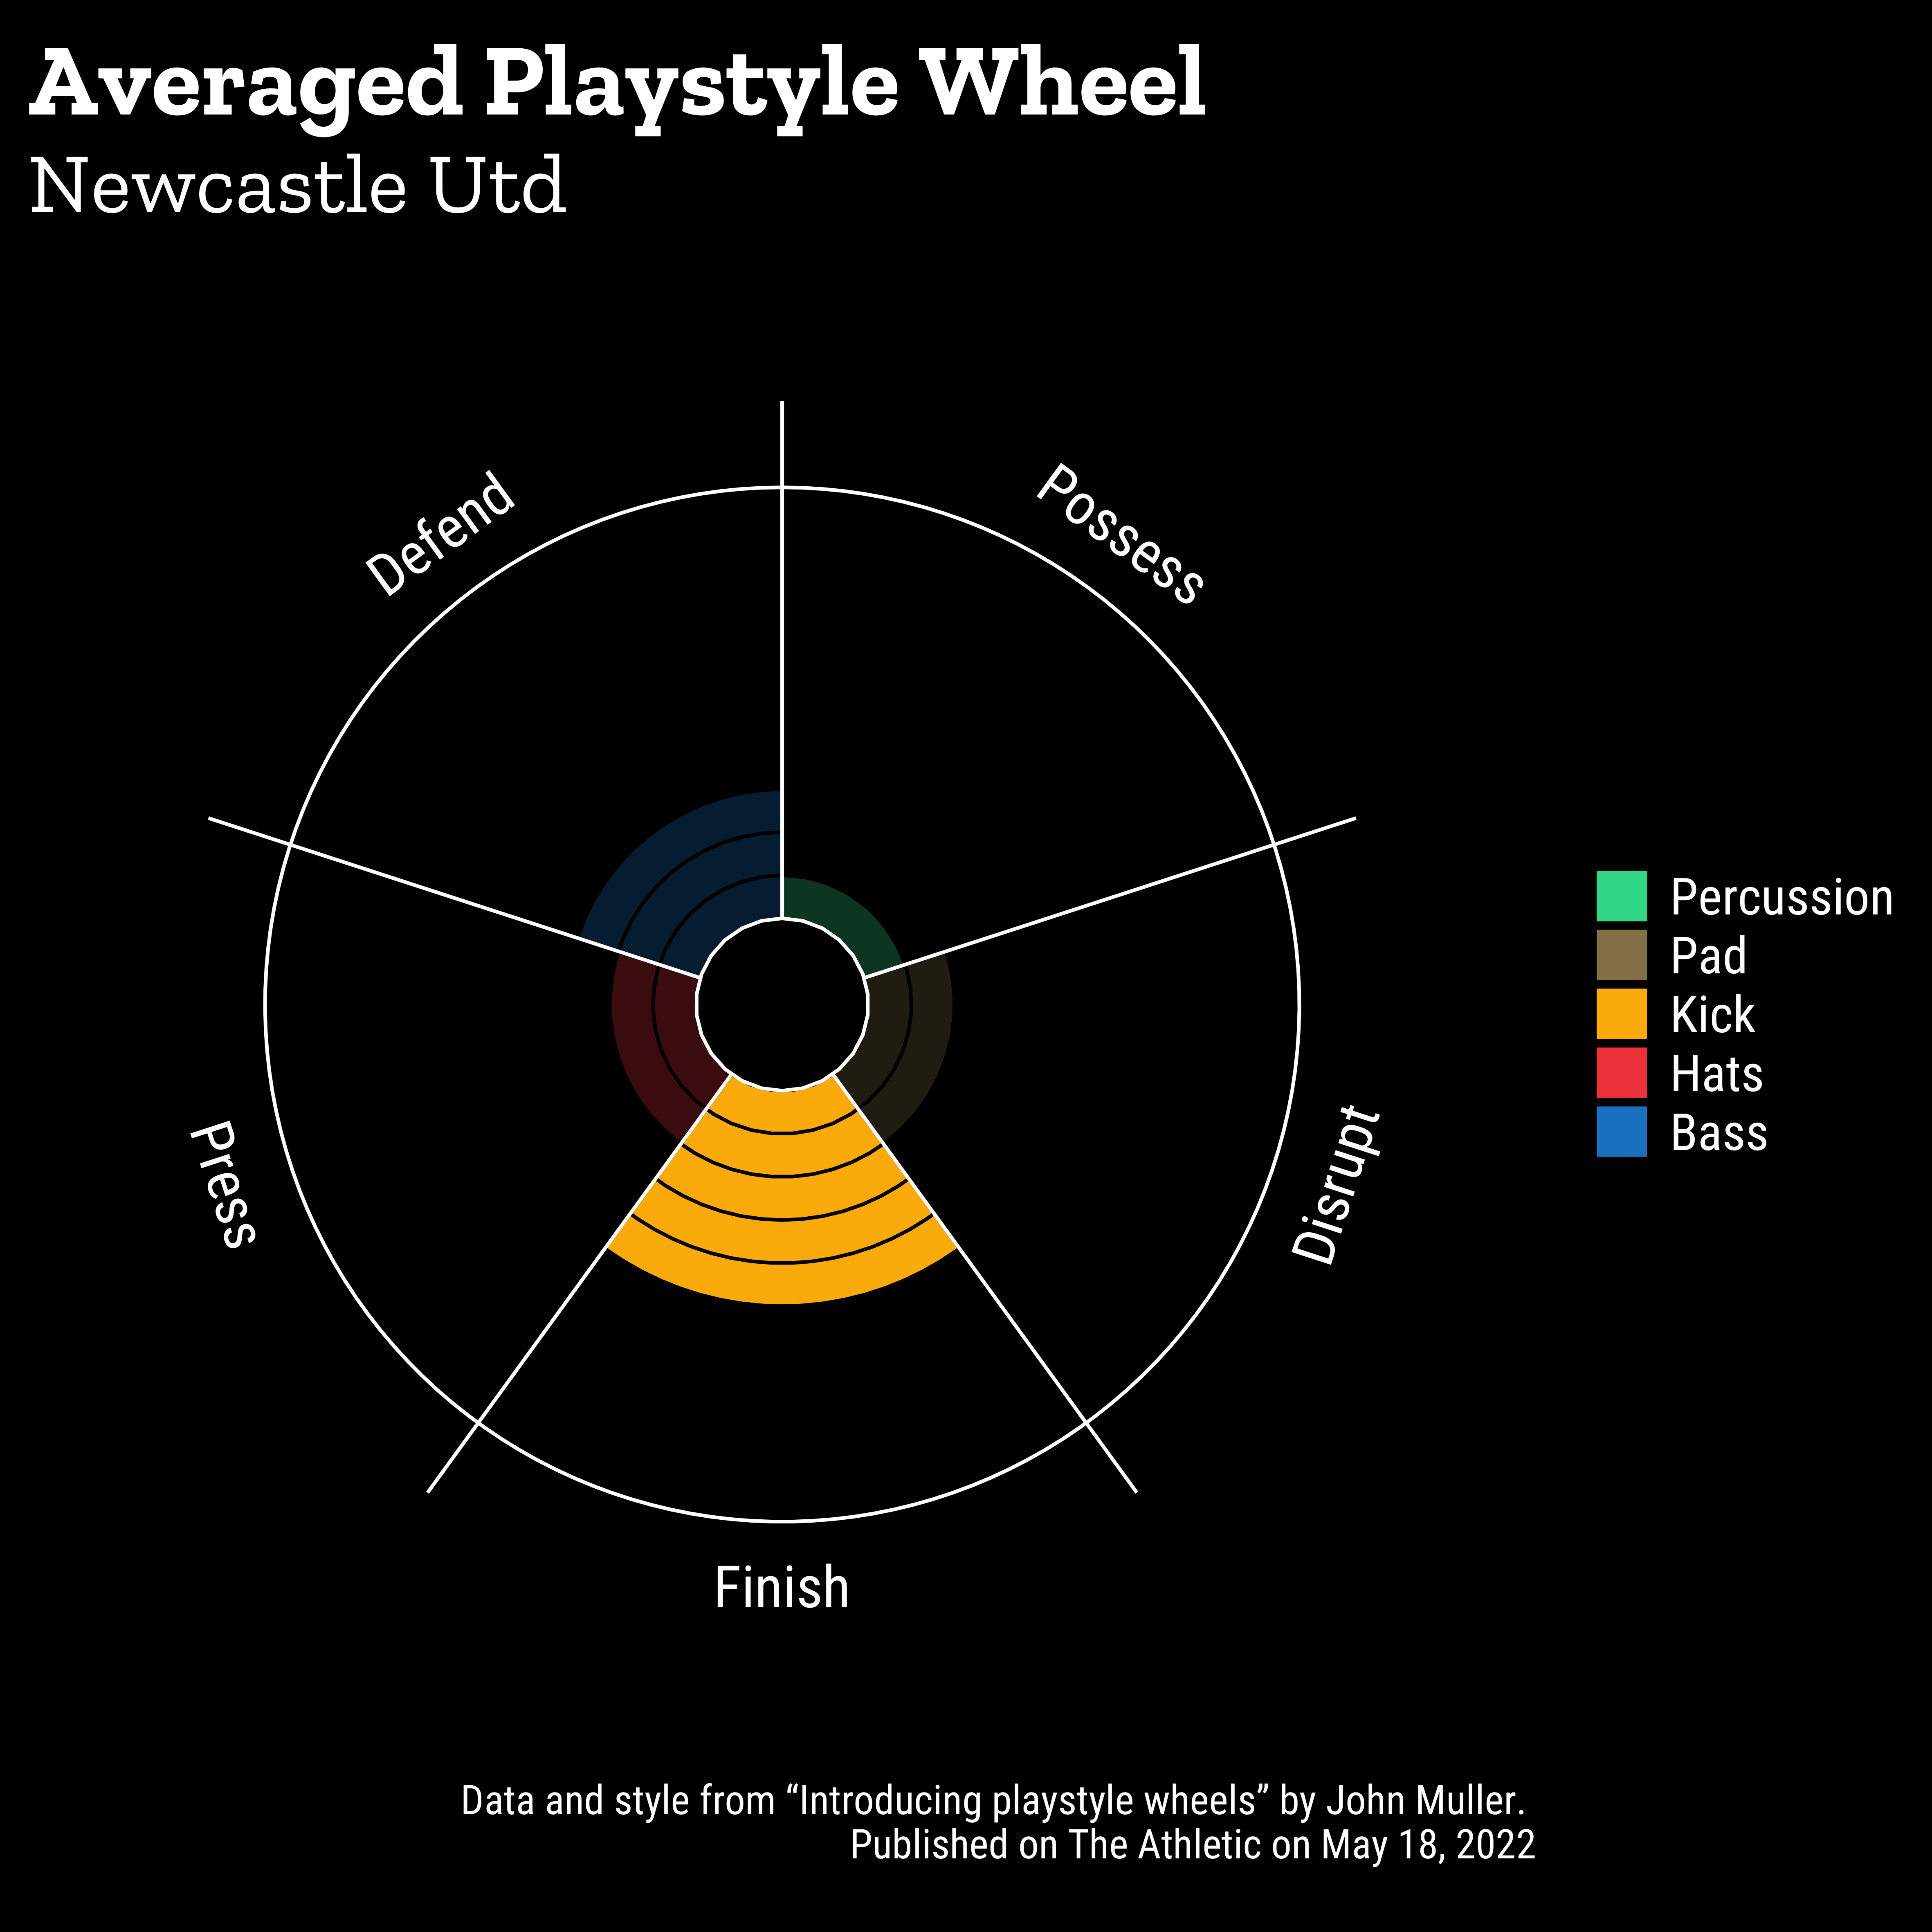 Averaged Playstyle Wheel
Newcastle Utd
Defend
Possess
Press
Disrupt
Finish
Percussion
Pad
Kick
Hats
Bass
Data and style from “Introducing playstyle wheels” by John Muller.
Published on The Athletic on May 18, 2022